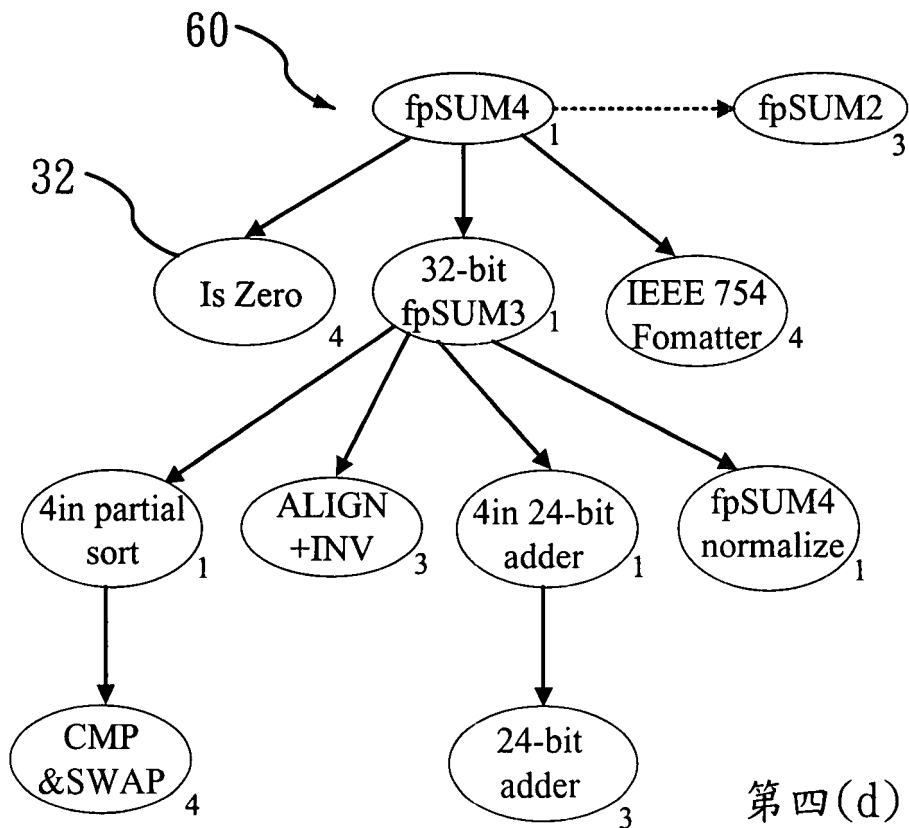 60
fpSUM4
1
fpSUM2
3
32
Is Zero
4
32-bit
fpSUM3
1
IEEE 754
Fomatter
4
4in partial
sort
1
ALIGN
+INV
3
4in 24-bit
adder
1
fpSUM4
normalize
1
CMP
&SWAP
4
24-bit
adder
3
第四(d)